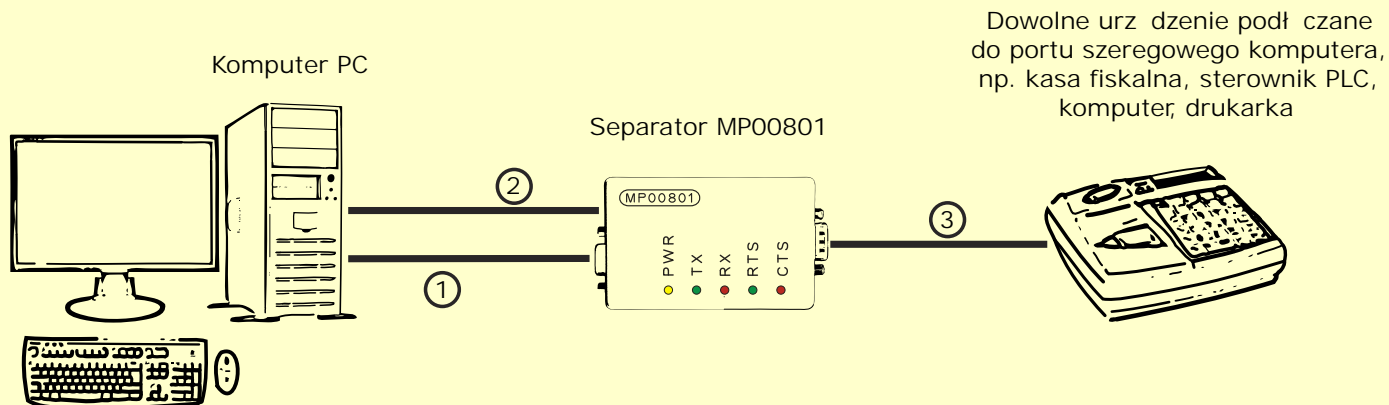 Dowolne urz dzenie podł czane
do portu szeregowego komputera,
np. kasa fiskalna, sterownik PLC,
komputer, drukarka
Komputer PC
Separator MP00801
2
MP00801
3
PWR
TX
RX
RTS
CTS
1